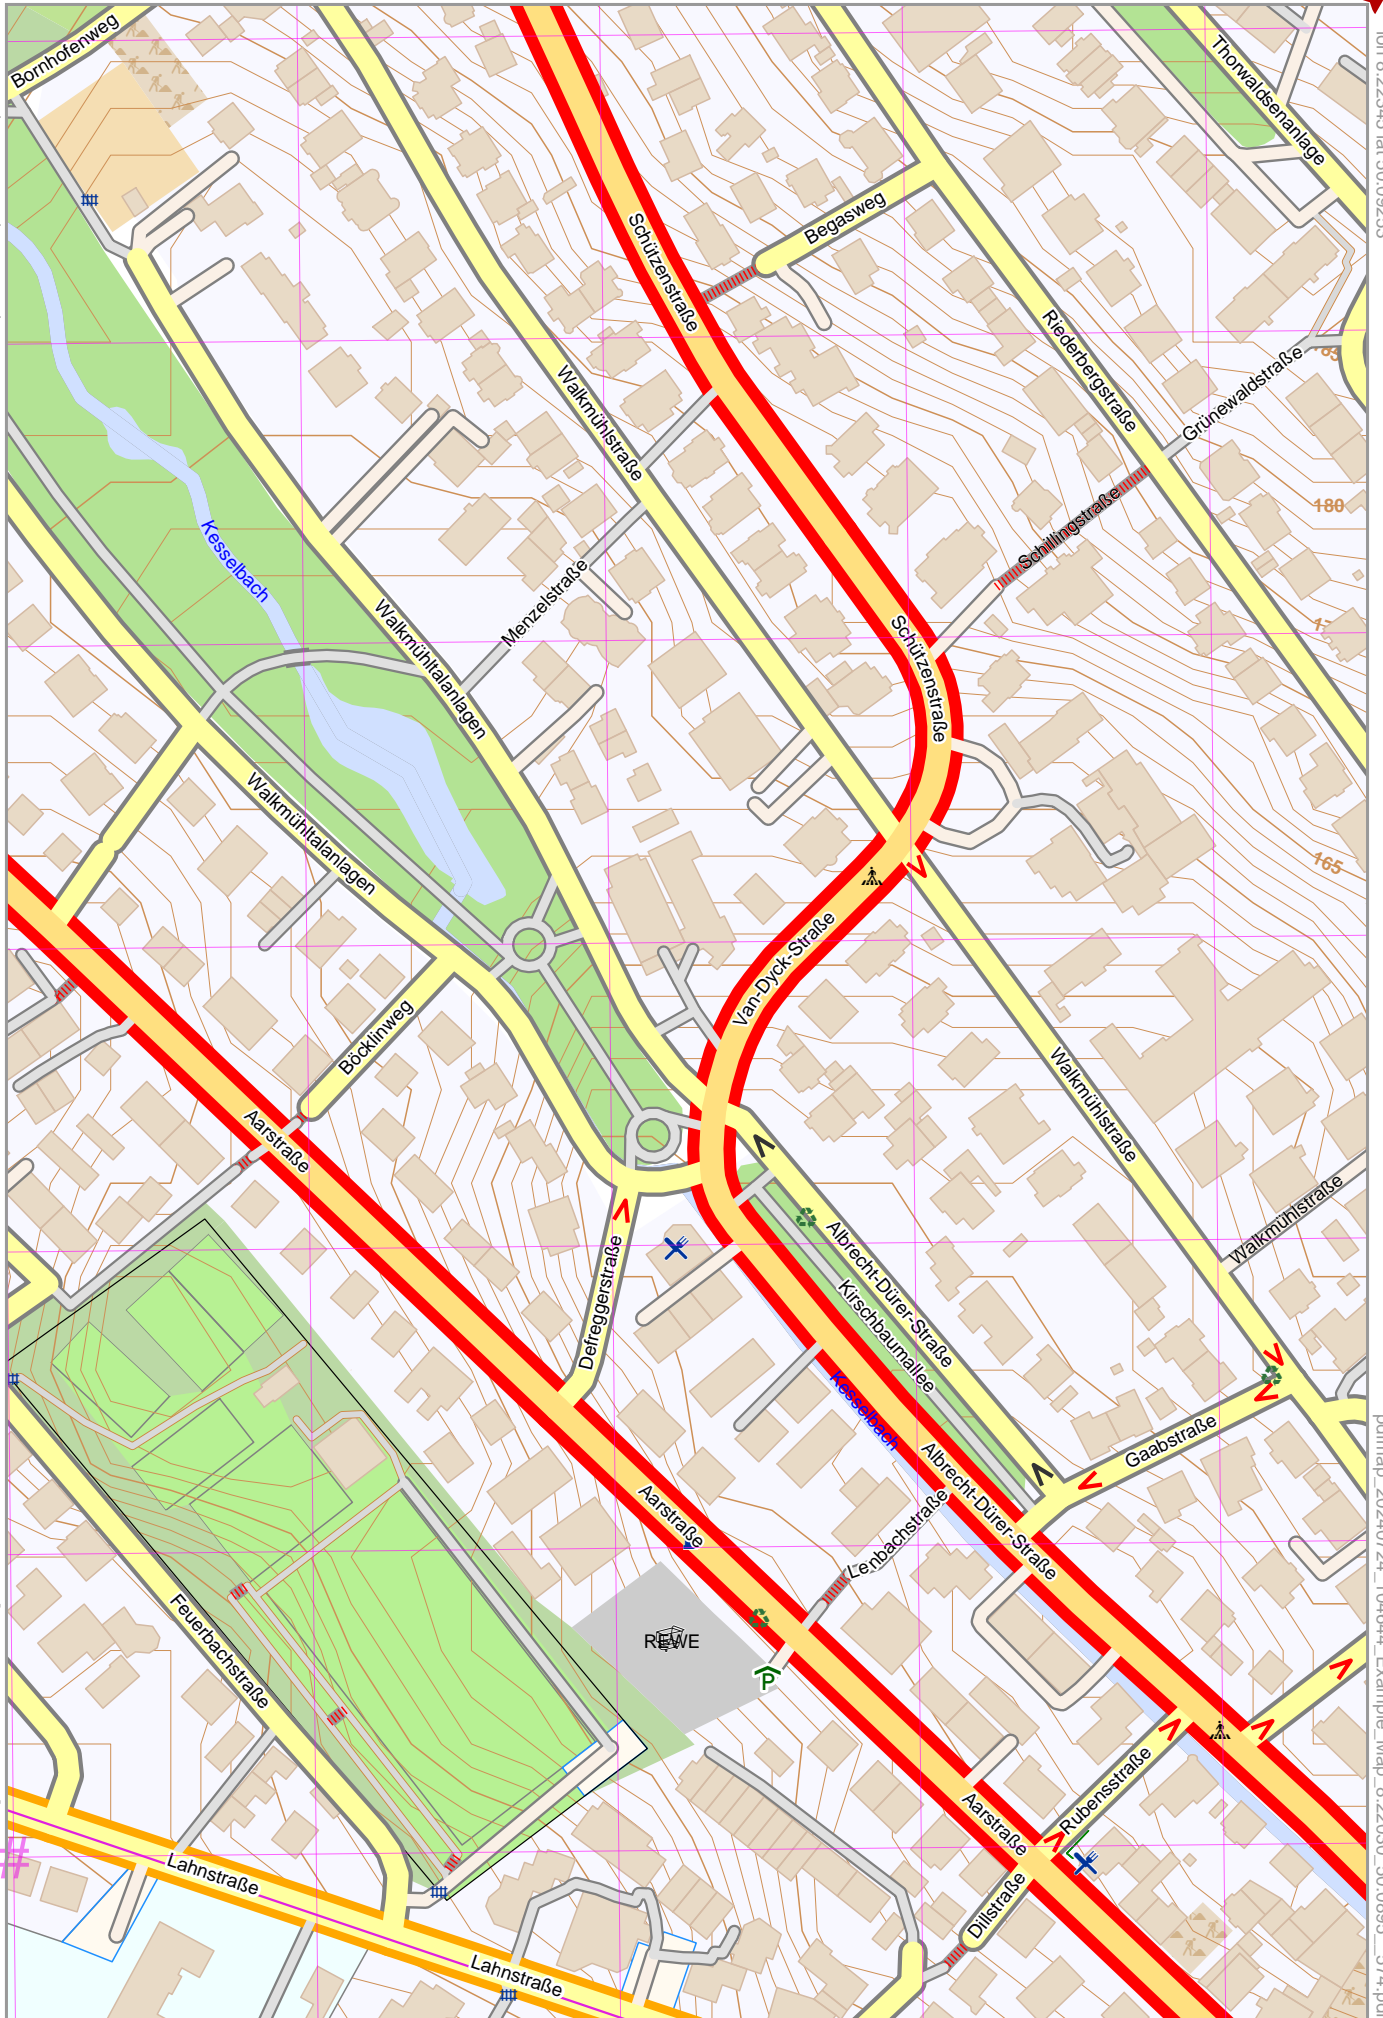 Bornhofenweg
Thorwaldsenanlage
Begasweg
Schützenstraße
Riederbergstraße
Grünewaldstraße
185
Walkmühlstraße
180
Schillingstraße
Kesselbach
Menzelstraße
Walkmühltalanlagen
Schützenstraße
Walkmühltalanlagen
165
Van-Dyck-Straße
Böcklinweg
Aarstraße
Walkmühlstraße
Walkmühlstraße
Defreggerstraße
Albrecht-Dürer-Straße
Kirschbaumallee
Kesselbach
Gaabstraße
Albrecht-Dürer-Straße
Aarstraße
Lenbachstraße
Feuerbachstraße
REWE
P
Rubensstraße
Aarstraße
Lahnstraße
Dillstraße
Lahnstraße